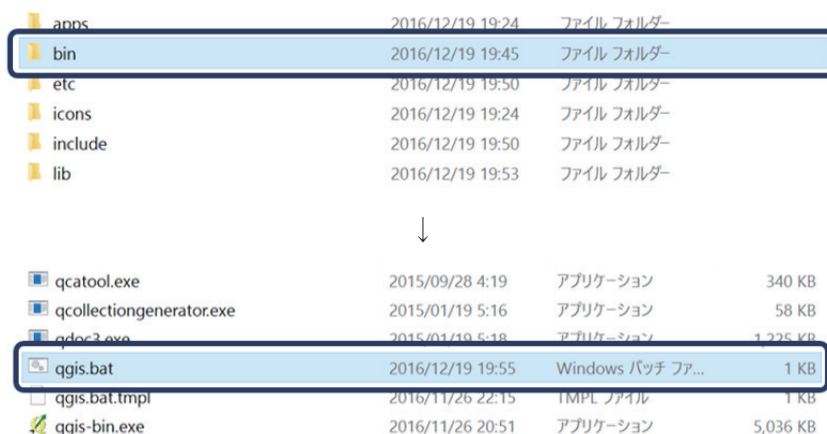 apps 2016/12/19 19:24 ファイル フォルダー
bin 2016/12/19 19:45 ファイル フォルダー
etc 2016/12/19 19:50 ファイル フォルダー
icons 2016/12/19 19:24 ファイル フォルダー
include 2016/12/19 19:50 ファイル フォルダー
lib 2016/12/19 19:53 ファイル フォルダー
↓
qcatool.exe 2015/09/28 4:19 アプリケーション 340 KB
qcollectiongenerator.exe 2015/01/19 5:16 アプリケーション 58 KB
qdoc3.exe 2015/01/19 5:18 アプリケーション 1,225 KB
qgis.bat 2016/12/19 19:55 Windows バッチ ファ... 1 KB
qgis.bat.tmpl 2016/11/26 22:15 TMPL ファイル 1 KB
qgis-bin.exe 2016/11/26 20:51 アプリケーション 5,036 KB